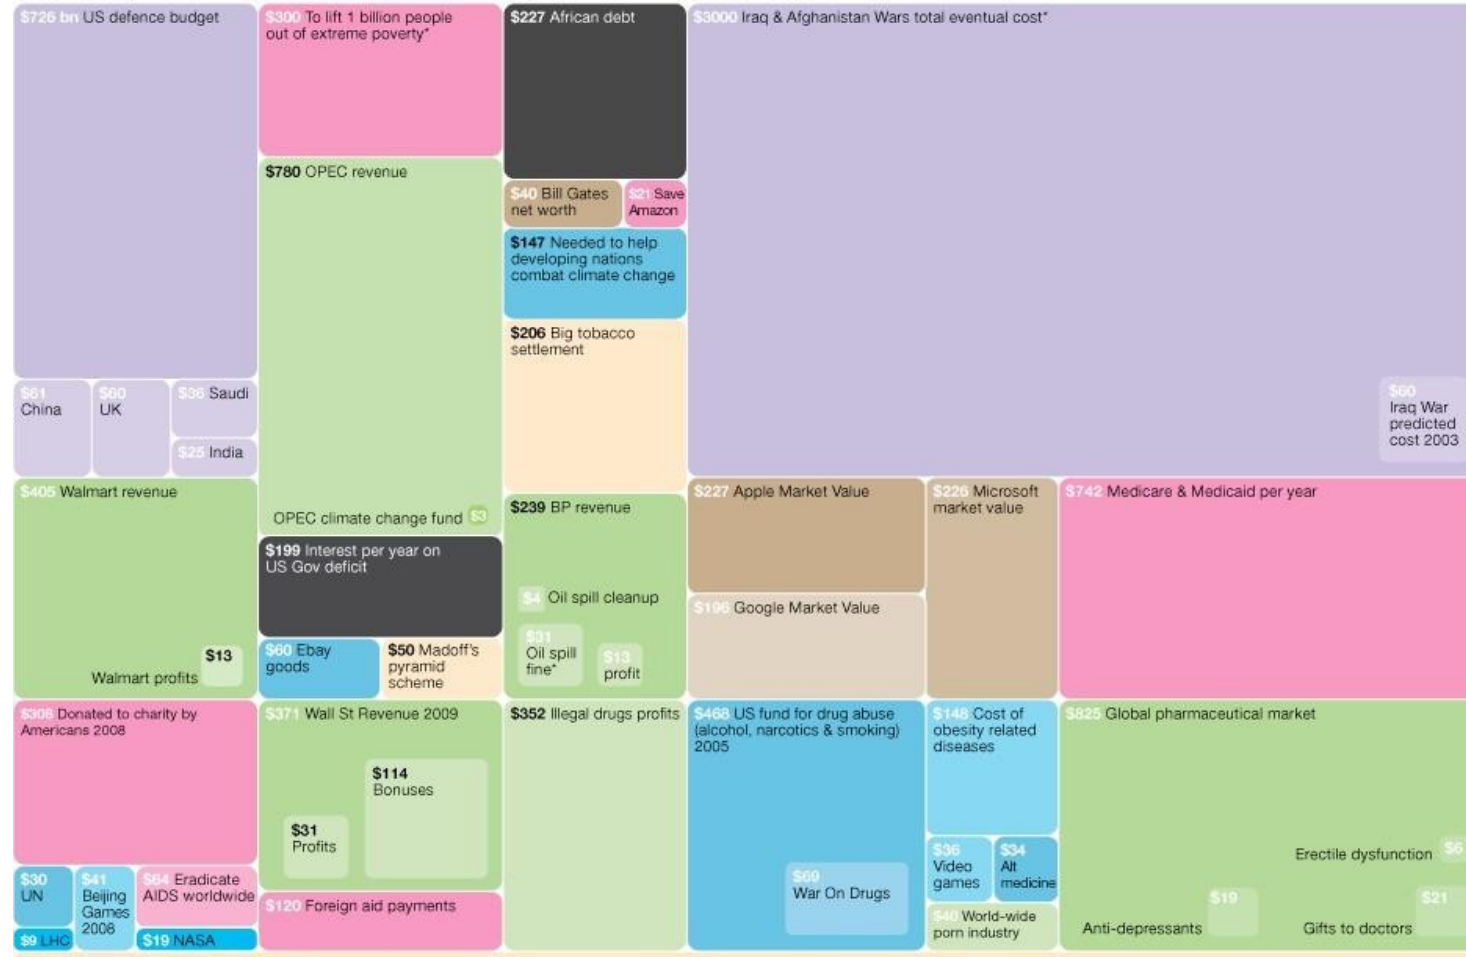 $726 bn US defence budget
$61
China
$60
UK
$36 Saudi
$25 India
$300 To lift 1 billion people
out of extreme poverty*
$780 OPEC revenue
OPEC climate change fund $3
$227 African debt
$40 Bill Gates
net worth
$21 Save
Amazon
$147 Needed to help
developing nations
combat climate change
$206 Big tobacco
settlement
$3000 Iraq & Afghanistan Wars total eventual cost*
$60
Iraq War
predicted
cost 2003
$405 Walmart revenue
$13
Walmart profits
$199 Interest per year on
US Gov deficit
$60 Ebay
goods
$50 Madoff's
pyramid
scheme
$239 BP revenue
$4 Oil spill cleanup
$31
Oil spill
fine*
$13
profit
$227 Apple Market Value
$196 Google Market Value
$226 Microsoft
market value
$742 Medicare & Medicaid per year
$308 Donated to charity by
Americans 2008
$30
UN
$9 LHC
$41
Beijing
Games
2008
$64 Eradicate
AIDS worldwide
$19 NASA
$371 Wall St Revenue 2009
$114
Bonuses
$31
Profits
$120 Foreign aid payments
$352 Illegal drugs profits
$468 US fund for drug abuse
(alcohol, narcotics & smoking)
2005
$69
War On Drugs
$148 Cost of
obesity related
diseases
$36
Video
games
$34
Alt
medicine
$40 World-wide
porn industry
$825 Global pharmaceutical market
Erectile dysfunction $6
$19
Anti-depressants
$21
Gifts to doctors